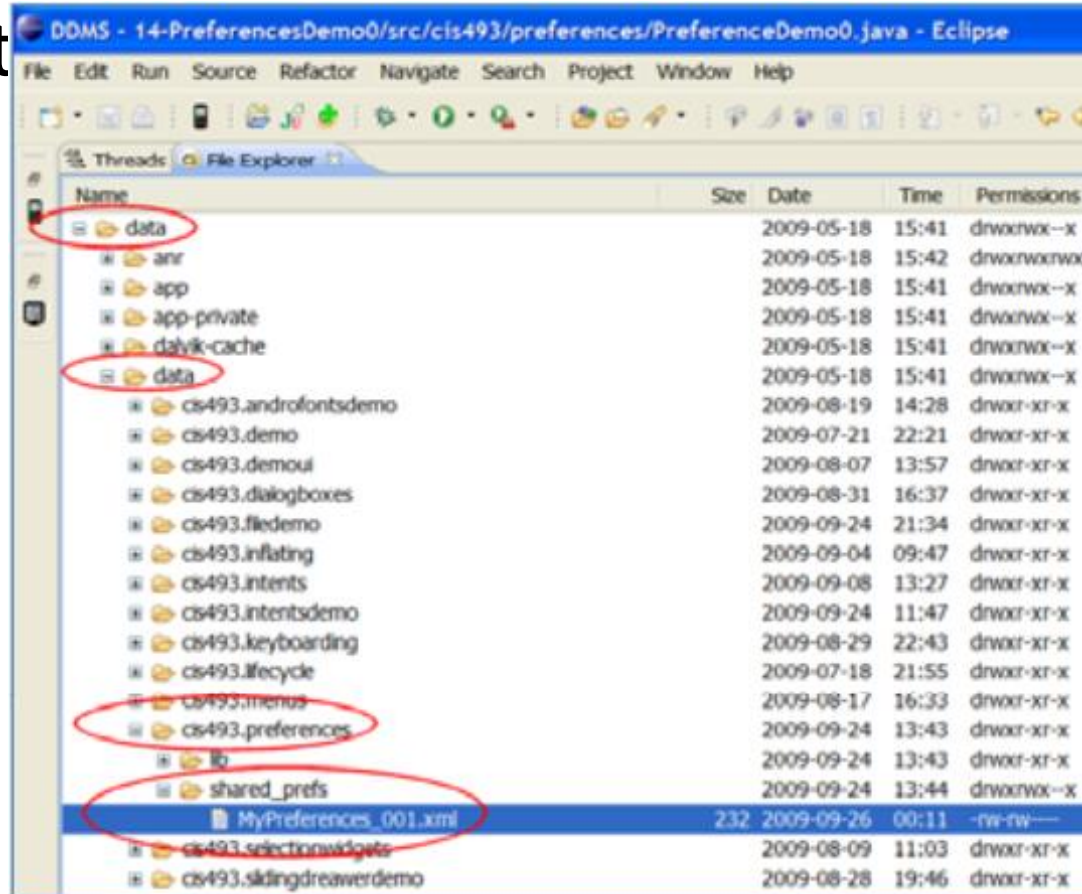 t
DDMS - 14-PreferencesDemo0/src/cis493/preferences/PreferenceDemo0.java - Eclipse
File Edit Run Source Refactor Navigate Search Project Window Help
Threads File Explorer
Name Size Date Time Permissions
data 2009-05-18 15:41 drwxrwx--x
anr 2009-05-18 15:42 drwxrwxrwx
app 2009-05-18 15:41 drwxrwx--x
app-private 2009-05-18 15:41 drwxrwx--x
dalvik-cache 2009-05-18 15:41 drwxrwx--x
data 2009-05-18 15:41 drwxrwx--x
cis493.androfontsdemo 2009-08-19 14:28 drwxr-xr-x
cis493.demo 2009-07-21 22:21 drwxr-xr-x
cis493.demoui 2009-08-07 13:57 drwxr-xr-x
cis493.dialogboxes 2009-08-31 16:37 drwxr-xr-x
cis493.filedemo 2009-09-24 21:34 drwxr-xr-x
cis493.inflating 2009-09-04 09:47 drwxr-xr-x
cis493.intents 2009-09-08 13:27 drwxr-xr-x
cis493.intentsdemo 2009-09-24 11:47 drwxr-xr-x
cis493.keyboarding 2009-08-29 22:43 drwxr-xr-x
cis493.lifecycle 2009-07-18 21:55 drwxr-xr-x
cis493.menus 2009-08-17 16:33 drwxr-xr-x
cis493.preferences 2009-09-24 13:43 drwxr-xr-x
lib 2009-09-24 13:43 drwxr-xr-x
shared_prefs 2009-09-24 13:44 drwxrwx--x
MyPreferences_001.xml 232 2009-09-26 00:11 -rw-rw----
cis493.selectionwidgets 2009-08-09 11:03 drwxr-xr-x
cis493.slidingdreawerdemo 2009-08-28 19:46 drwxr-xr-x